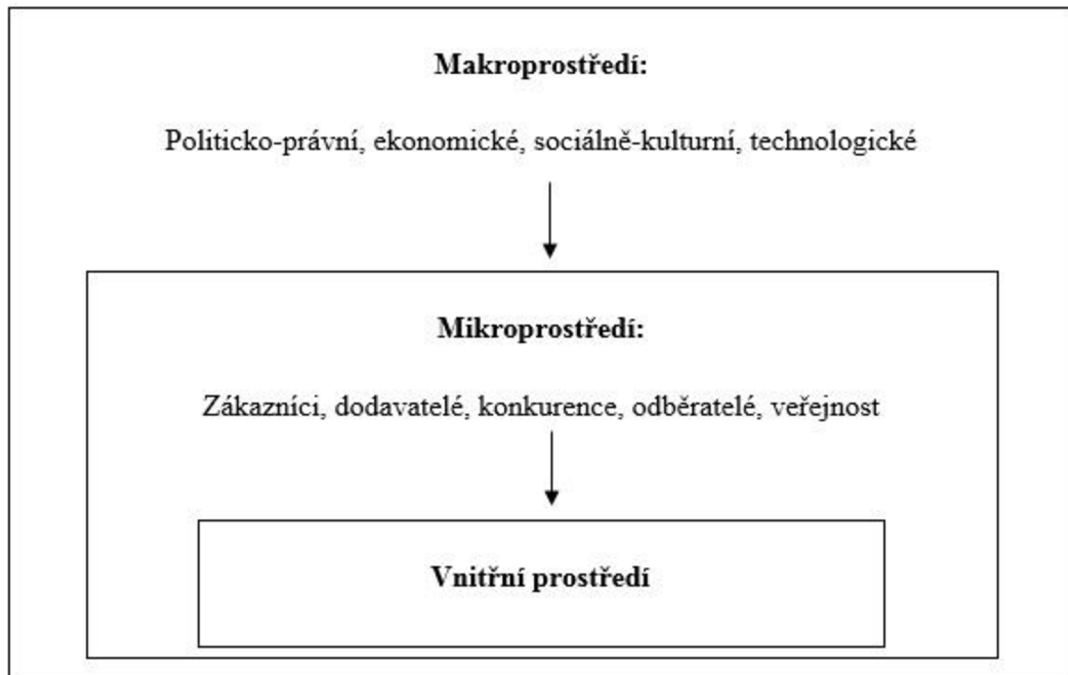 Makroprostředí:
Politicko-právní, ekonomické, sociálně-kulturní, technologické
Mikroprostředí:
Zákazníci, dodavatelé, konkurence, odběratelé, veřejnost
Vnitřní prostředí